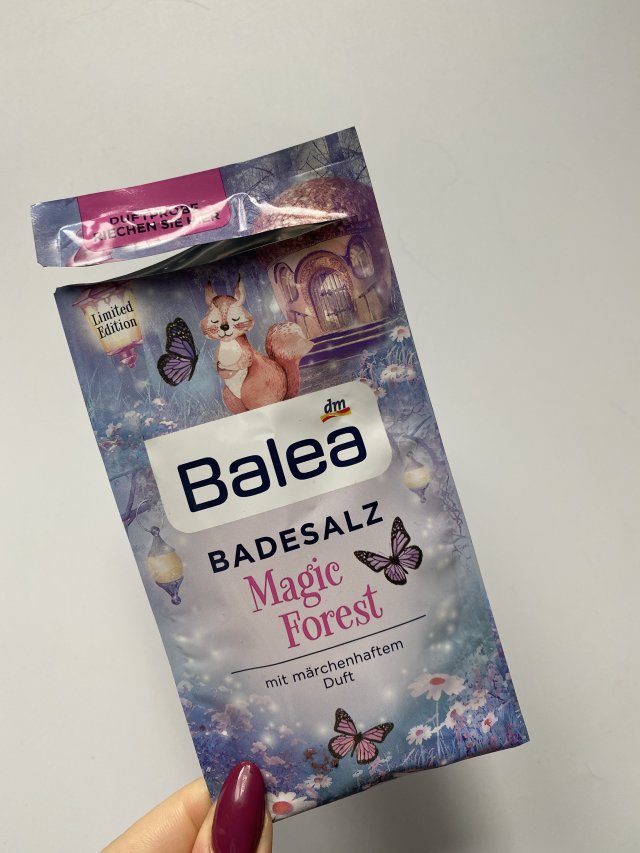 DUFTPROBE
RIECHEN SIE HIER
Limited
Edition
dm
Balea
BADESALZ
Magic
Forest
mit märchenhaftem
Duft